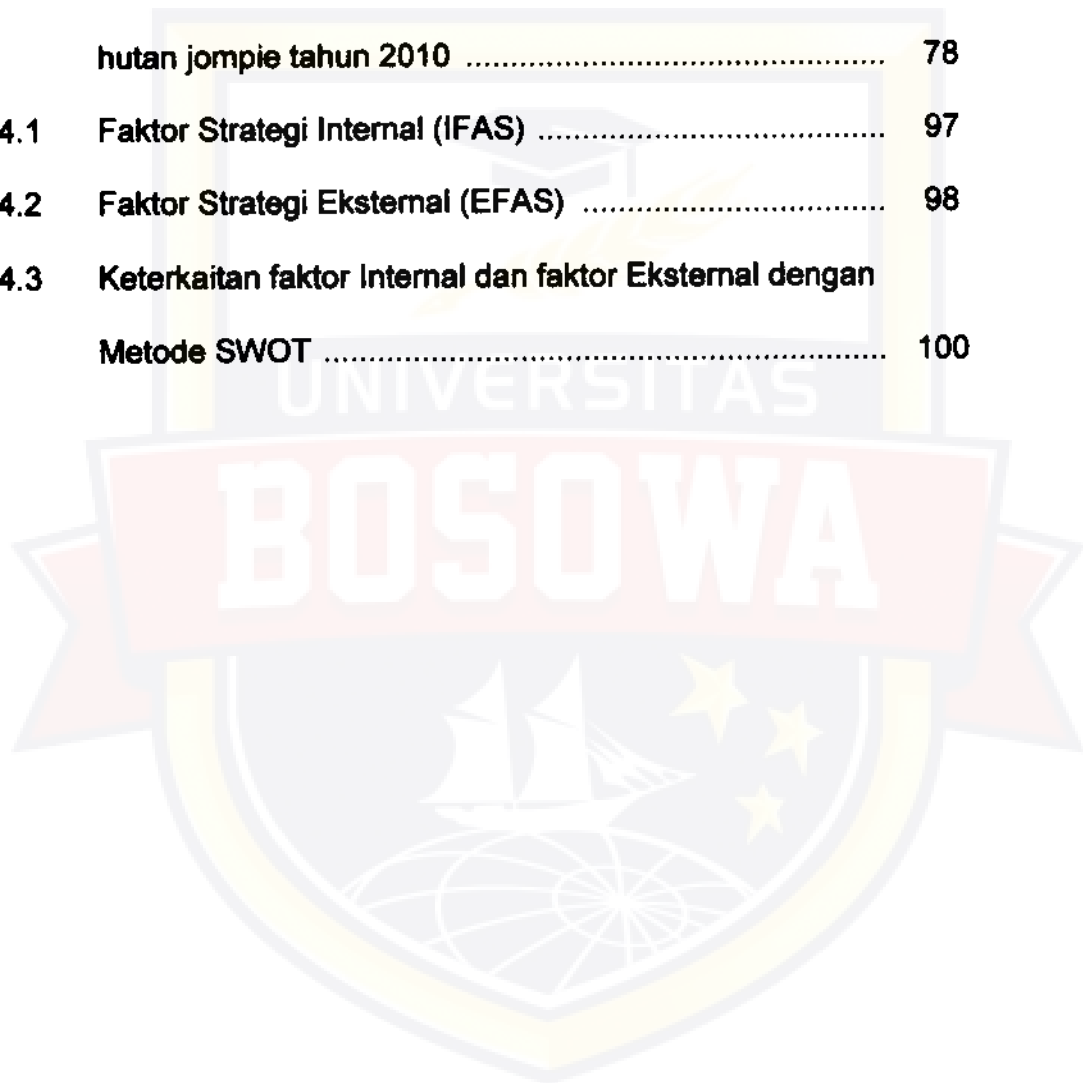 hutan jompie tahun 2010 ............................................... 78
4.1 Faktor Strategi Internal (IFAS) ....................................... 97
4.2 Faktor Strategi Eksternal (EFAS) .................................. 98
4.3 Keterkaitan faktor Internal dan faktor Eksternal dengan
Metode SWOT ............................................................... 100
UNIVERSITAS
BOSOWA